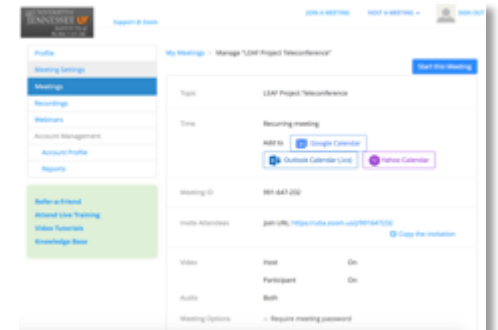 TENNESSEE
Support @ Zoom
JOIN A MEETING
HOST A MEETING
SIGN OUT
Profile
Meeting Settings
Meetings
Recordings
Webinars
Account Management
Account Profile
Reports
Refer-a-Friend
Attend Live Training
Video Tutorials
Knowledge Base
My Meetings > Manage "LEAF Project Teleconference"
Start this Meeting
Topic LEAF Project Teleconference
Time Recurring meeting
Add to Google Calendar
Outlook Calendar (.ics) Yahoo Calendar
Meeting ID 991-647-202
Invite Attendees Join URL:
Copy the invitation
Video Host On
Participant On
Audio Both
Meeting Options Require meeting password